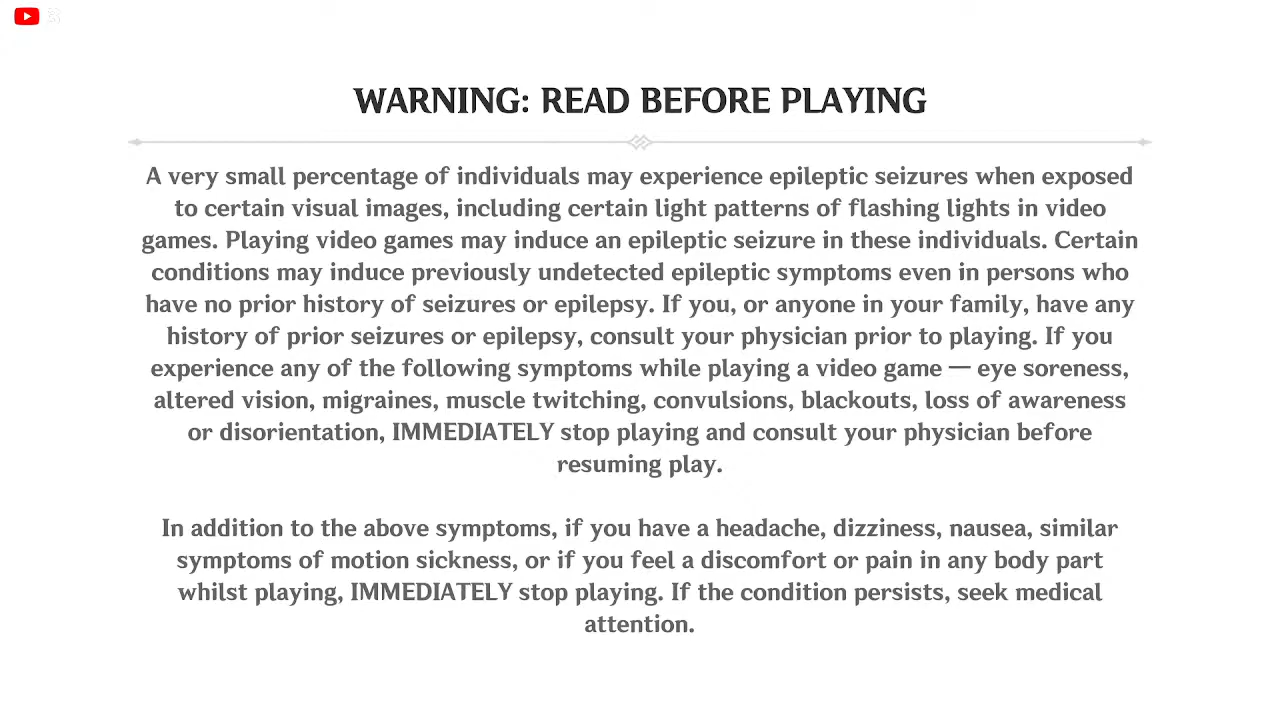 WARNING: READ BEFORE PLAYING
A very small percentage of individuals may experience epileptic seizures when exposed
to certain visual images, including certain light patterns of flashing lights in video
games. Playing video games may induce an epileptic seizure in these individuals. Certain
conditions may induce previously undetected epileptic symptoms even in persons who
have no prior history of seizures or epilepsy. If you, or anyone in your family, have any
history of prior seizures or epilepsy, consult your physician prior to playing. If you
experience any of the following symptoms while playing a video game — eye soreness,
altered vision, migraines, muscle twitching, convulsions, blackouts, loss of awareness
or disorientation, IMMEDIATELY stop playing and consult your physician before
resuming play.
In addition to the above symptoms, if you have a headache, dizziness, nausea, similar
symptoms of motion sickness, or if you feel a discomfort or pain in any body part
whilst playing, IMMEDIATELY stop playing. If the condition persists, seek medical
attention.